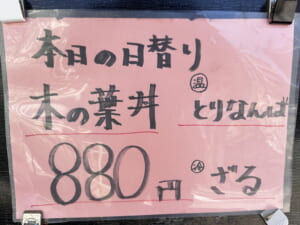 本日の日替り
木の葉丼 温 とりなんば
880円 冷 ざる